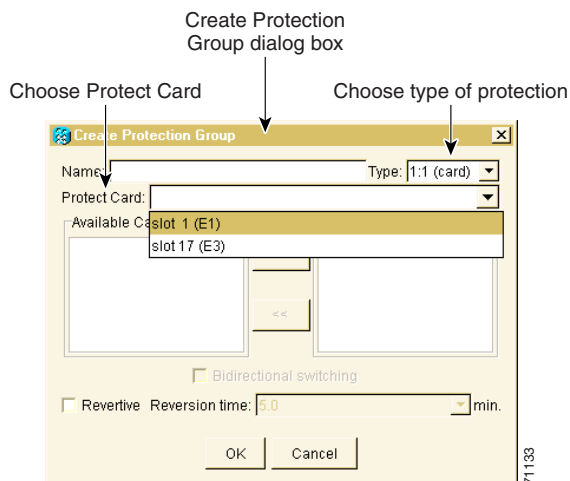 Create Protection
Group dialog box
Choose Protect Card
Choose type of protection
Create Protection Group
Name:
Type: 1:1 (card)
Protect Card:
Available Ca
slot 1 (E1)
slot 17 (E3)
<<
Bidirectional switching
Revertive Reversion time: 5.0 min.
OK Cancel
71133